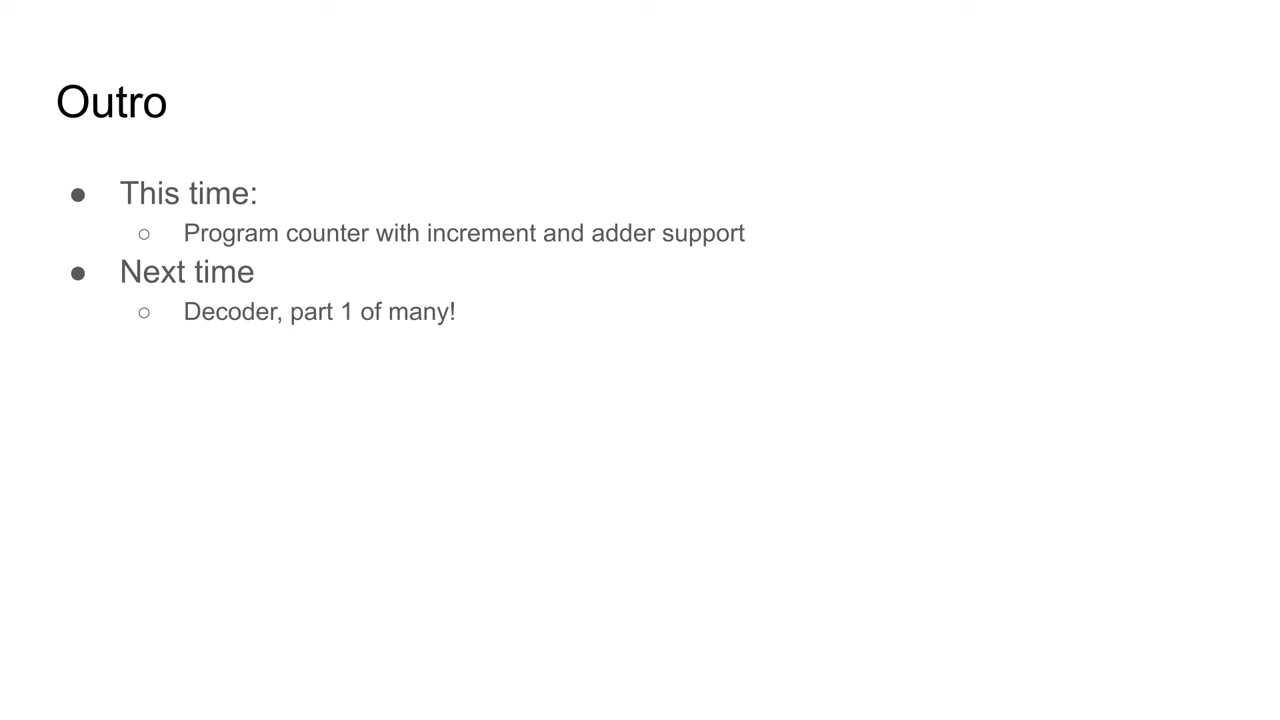 Outro
● This time:
○ Program counter with increment and adder support
● Next time
○ Decoder, part 1 of many!